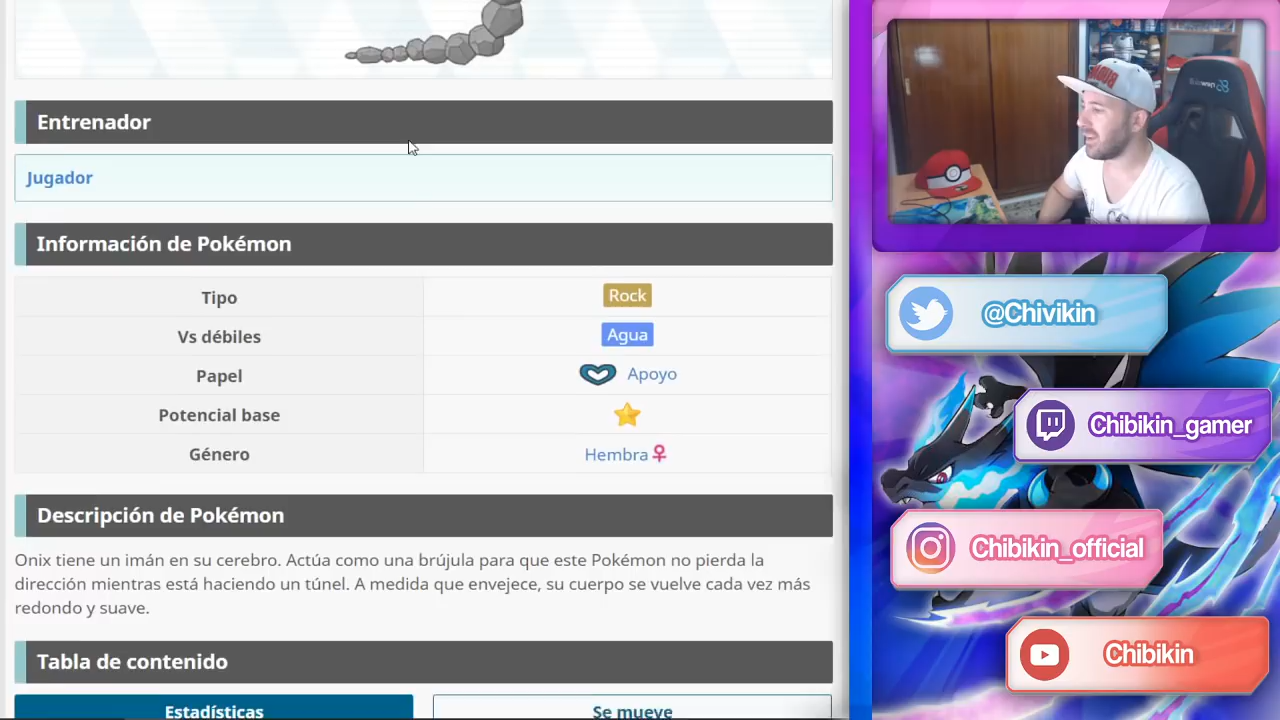 Entrenador
Jugador
Información de Pokémon
Tipo Rock
Vs débiles Agua
Papel Apoyo
Potencial base
Género Hembra♀
Descripción de Pokémon
Onix tiene un imán en su cerebro. Actúa como una brújula para que este Pokémon no pierda la
dirección mientras está haciendo un túnel. A medida que envejece, su cuerpo se vuelve cada vez más
redondo y suave.
Tabla de contenido
Estadísticas Se mueve
@Chivikin
Chibikin_gamer
Chibikin_official
Chibikin